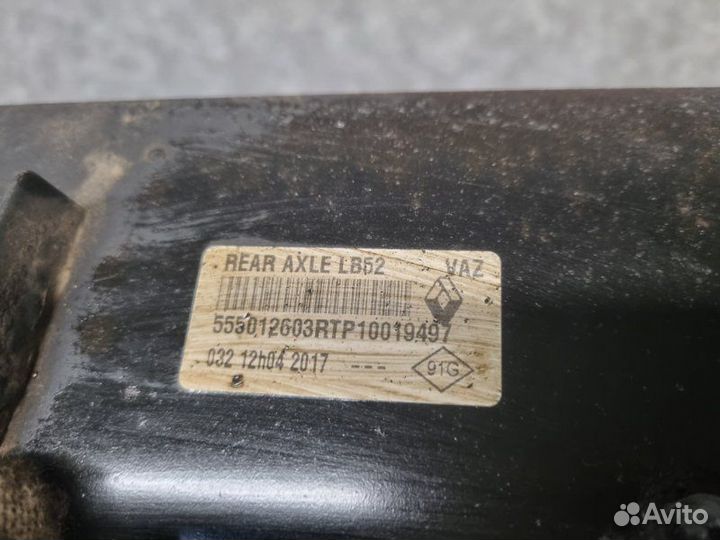 REAR AXLE LB52 VAZ
555012603RTP10019497
032 12h04 2017 ---
91G
Avito